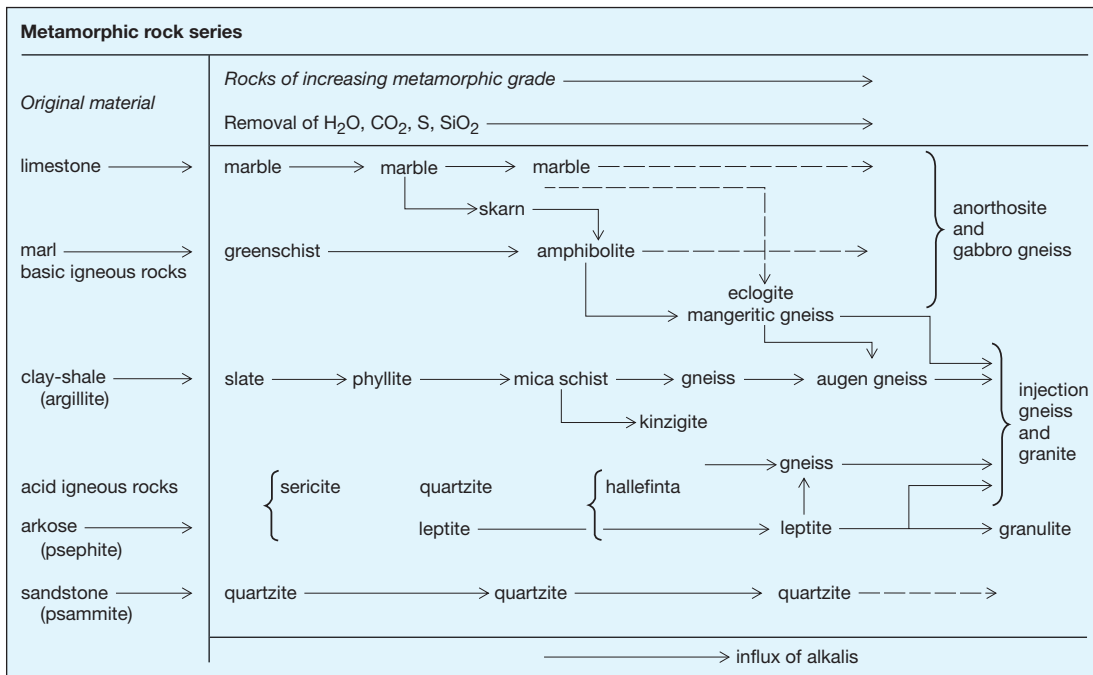 Metamorphic rock series
Original material
Rocks of increasing metamorphic grade
Removal of H₂O, CO₂, S, SiO₂
limestone
marble marble marble
skarn
anorthosite
and
gabbro gneiss
marl
basic igneous rocks
greenschist amphibolite
eclogite
mangeritic gneiss
clay-shale
(argillite)
slate phyllite mica schist gneiss augen gneiss
kinzigite
injection
gneiss
and
granite
gneiss
acid igneous rocks
sericite quartzite hallefinta
arkose
(psephite)
leptite leptite granulite
sandstone
(psammite)
quartzite quartzite quartzite
influx of alkalis